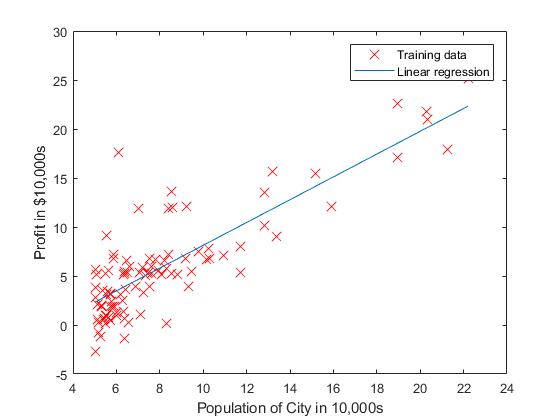 30
25
20
15
10
5
0
-5
Profit in $10,000s
Training data
Linear regression
4 6 8 10 12 14 16 18 20 22 24
Population of City in 10,000s